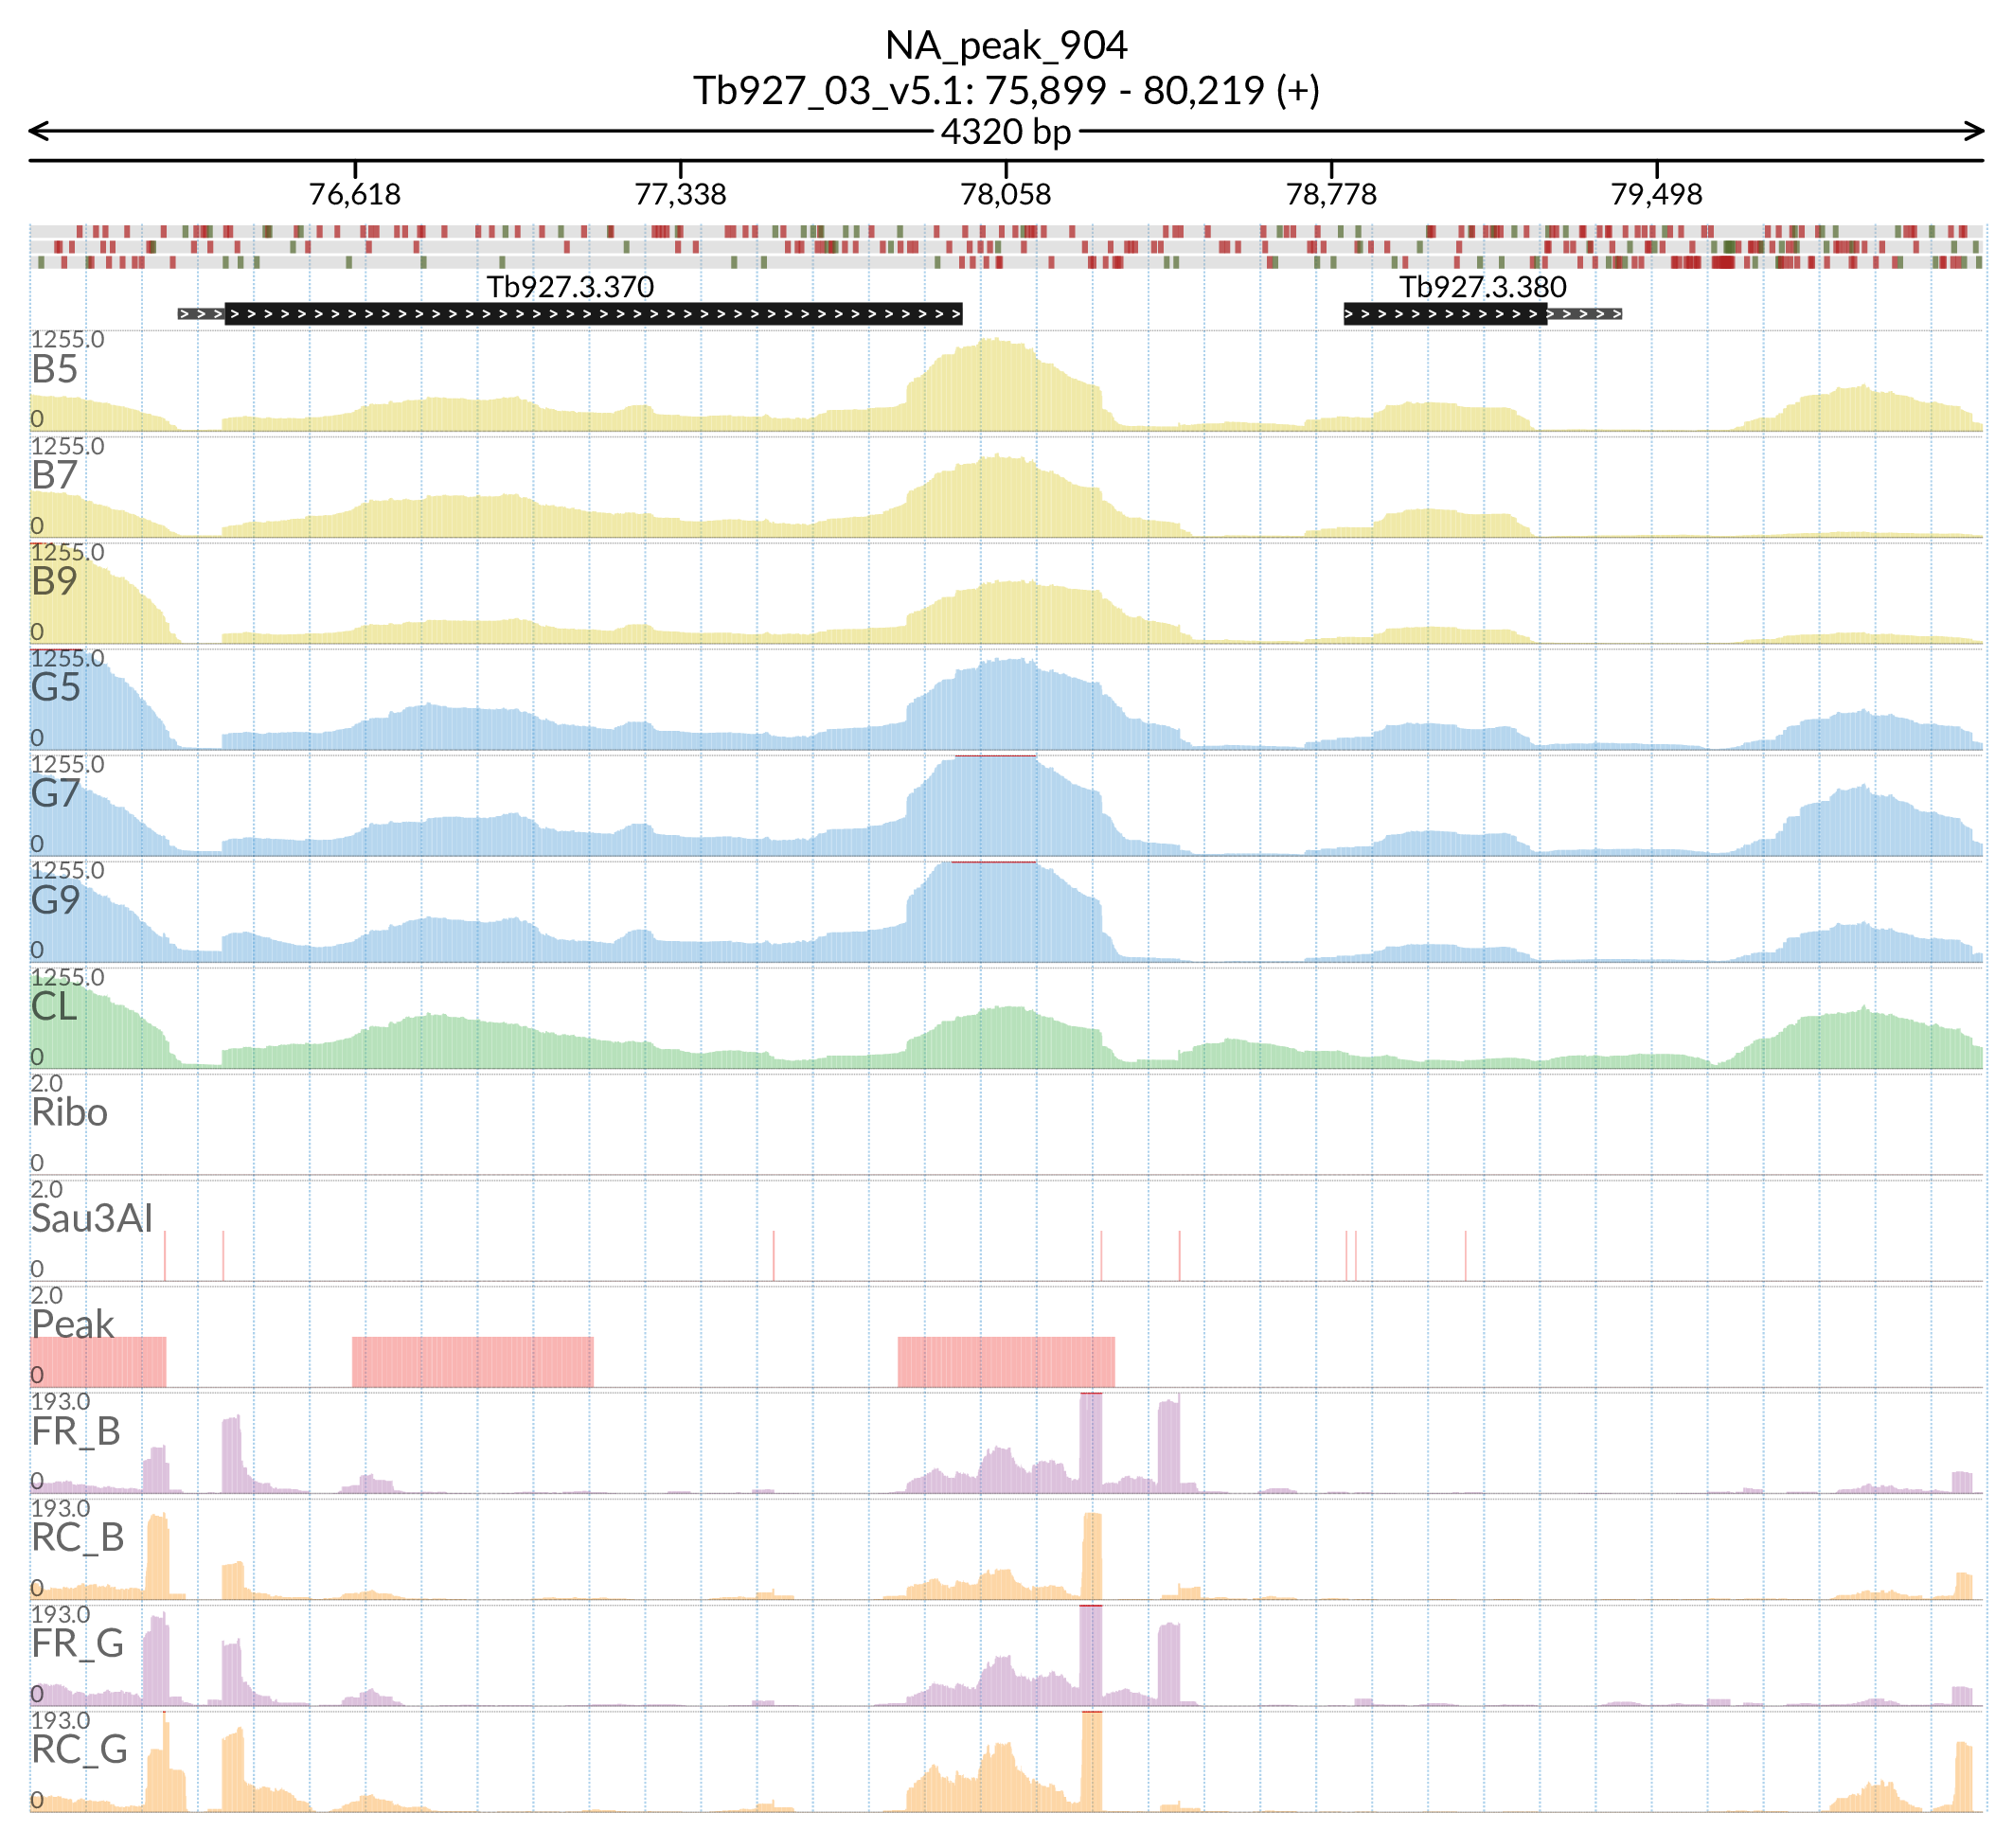 NA_peak_904
Tb927_03_v5.1: 75,899 - 80,219 (+)
4320 bp
76,618 77,338 78,058 78,778 79,498
Tb927.3.370 Tb927.3.380
1255.0
B5
0
1255.0
B7
0
1255.0
B9
0
1255.0
G5
0
1255.0
G7
0
1255.0
G9
0
1255.0
CL
0
2.0
Ribo
0
2.0
Sau3AI
0
2.0
Peak
0
193.0
FR_B
0
193.0
RC_B
0
193.0
FR_G
0
193.0
RC_G
0